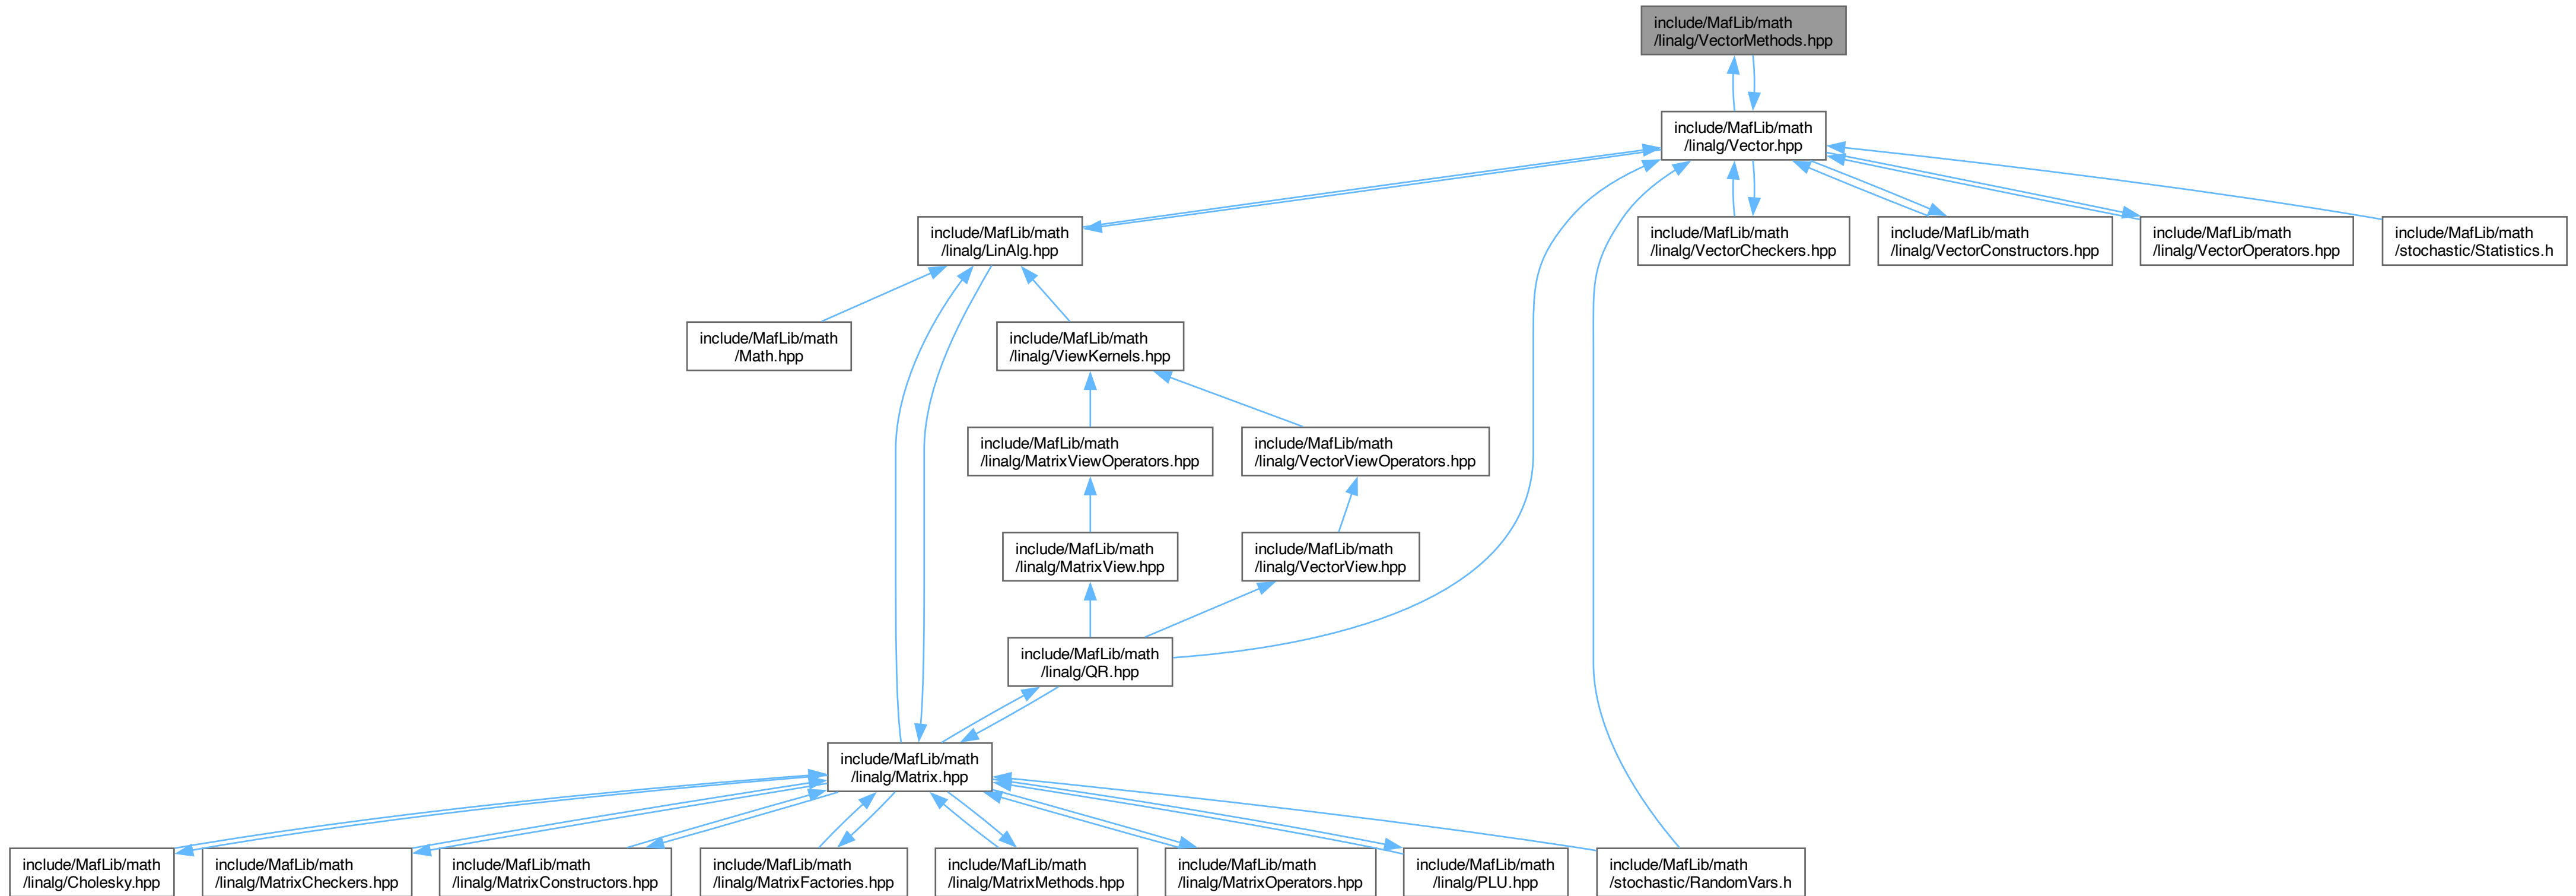 include/MafLib/math
/linalg/VectorMethods.hpp
include/MafLib/math
/linalg/Vector.hpp
include/MafLib/math
/linalg/LinAlg.hpp
include/MafLib/math
/linalg/VectorCheckers.hpp
include/MafLib/math
/linalg/VectorConstructors.hpp
include/MafLib/math
/linalg/VectorOperators.hpp
include/MafLib/math
/stochastic/Statistics.h
include/MafLib/math
/Math.hpp
include/MafLib/math
/linalg/ViewKernels.hpp
include/MafLib/math
/linalg/MatrixViewOperators.hpp
include/MafLib/math
/linalg/VectorViewOperators.hpp
include/MafLib/math
/linalg/MatrixView.hpp
include/MafLib/math
/linalg/VectorView.hpp
include/MafLib/math
/linalg/QR.hpp
include/MafLib/math
/linalg/Matrix.hpp
include/MafLib/math
/linalg/Cholesky.hpp
include/MafLib/math
/linalg/MatrixCheckers.hpp
include/MafLib/math
/linalg/MatrixConstructors.hpp
include/MafLib/math
/linalg/MatrixFactories.hpp
include/MafLib/math
/linalg/MatrixMethods.hpp
include/MafLib/math
/linalg/MatrixOperators.hpp
include/MafLib/math
/linalg/PLU.hpp
include/MafLib/math
/stochastic/RandomVars.h